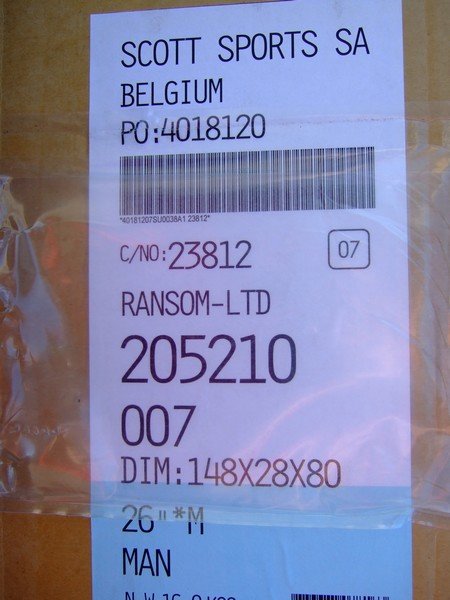 SCOTT SPORTS SA
BELGIUM
PO:4018120
*40181207SU0038A1 23812*
C/NO:23812
07
RANSOM-LTD
205210
007
DIM:148X28X80
26"*M
MAN